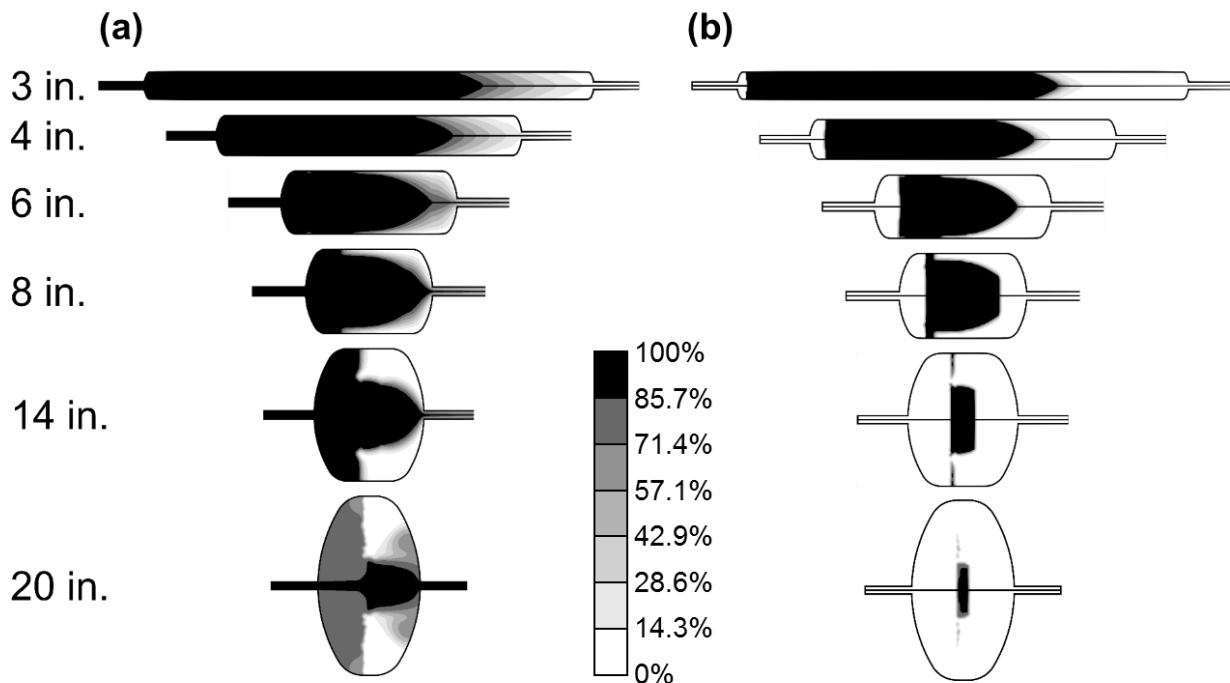 (a)
(b)
3 in.
4 in.
6 in.
8 in.
14 in.
20 in.
100%
85.7%
71.4%
57.1%
42.9%
28.6%
14.3%
0%